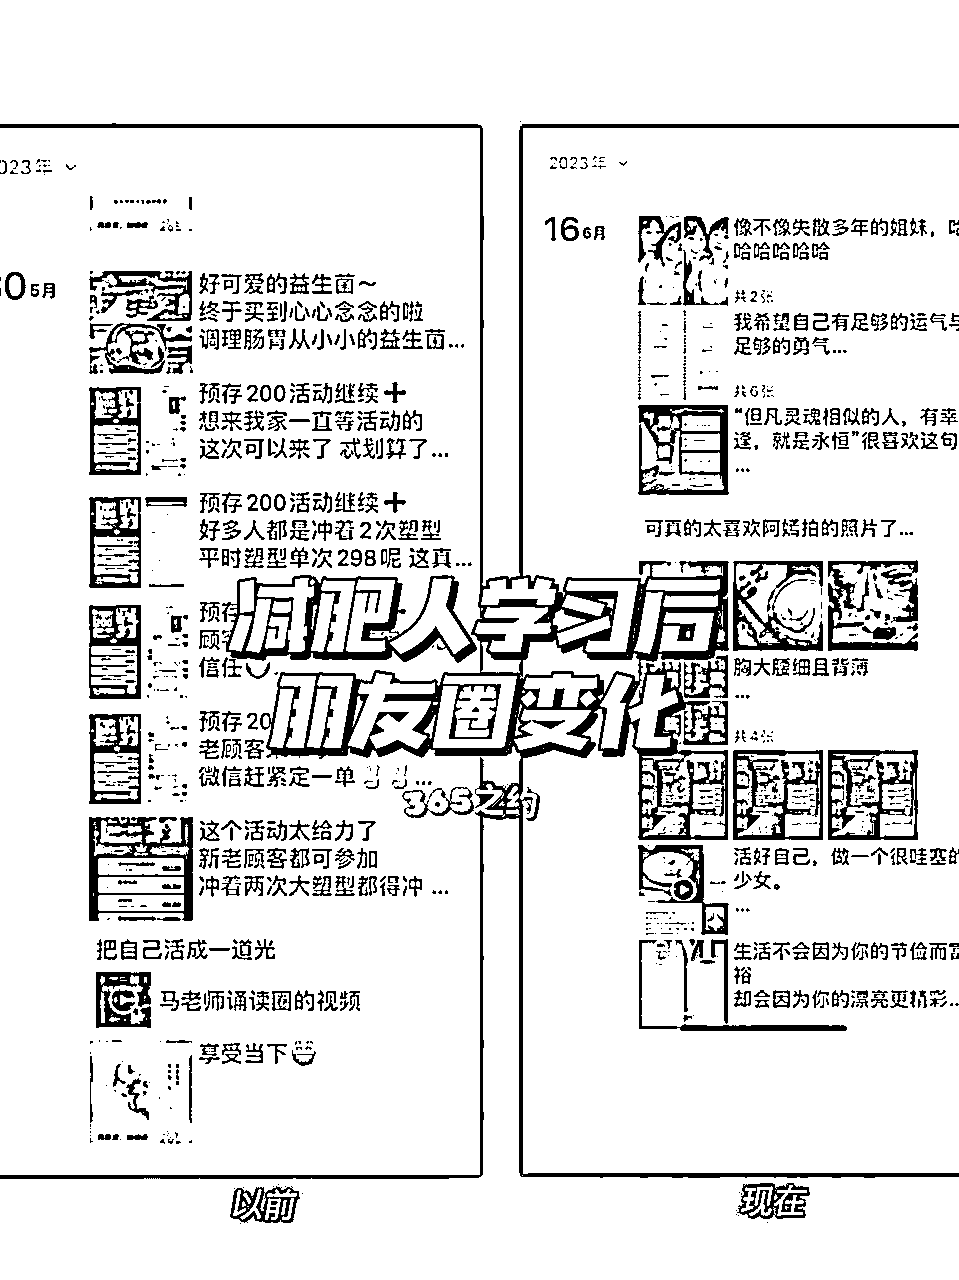 2023年
30 5月
好可爱的益生菌～
终于买到心心念念的啦
调理肠胃从小小的益生菌...
预存200活动继续➕
想来我家一直等活动的
这次可以来了 忒划算了...
预存200活动继续➕
好多人都是冲着2次塑型
平时塑型单次298呢 这真...
预存
信任
预存20
老顾客
微信赶紧定一单
这个活动太给力了
新老顾客都可参加
冲着两次大塑型都得冲 ...
把自己活成一道光
马老师诵读圈的视频
享受当下
以前
减肥人学习后
朋友圈变化
365之约
2023年
16 6月
像不像失散多年的姐妹，哈
哈哈哈哈哈
共2张
我希望自己有足够的运气与
足够的勇气...
共6张
“但凡灵魂相似的人，有幸
逢，就是永恒”很喜欢这句
...
可真的太喜欢阿嫣拍的照片了...
胸大腰细且背薄
...
共4张
活好自己，做一个很哇塞的
少女。
...
生活不会因为你的节俭而富
裕
却会因为你的漂亮更精彩...
现在